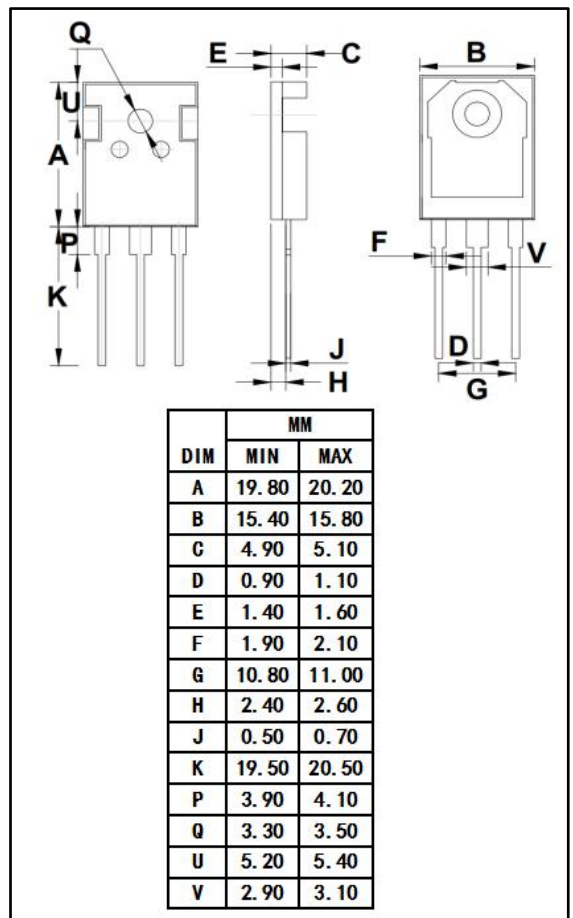 Q
E C B
U
A
P
K
F V
J
H
D
G
MM
DIM MIN MAX
A 19.80 20.20
B 15.40 15.80
C 4.90 5.10
D 0.90 1.10
E 1.40 1.60
F 1.90 2.10
G 10.80 11.00
H 2.40 2.60
J 0.50 0.70
K 19.50 20.50
P 3.90 4.10
Q 3.30 3.50
U 5.20 5.40
V 2.90 3.10